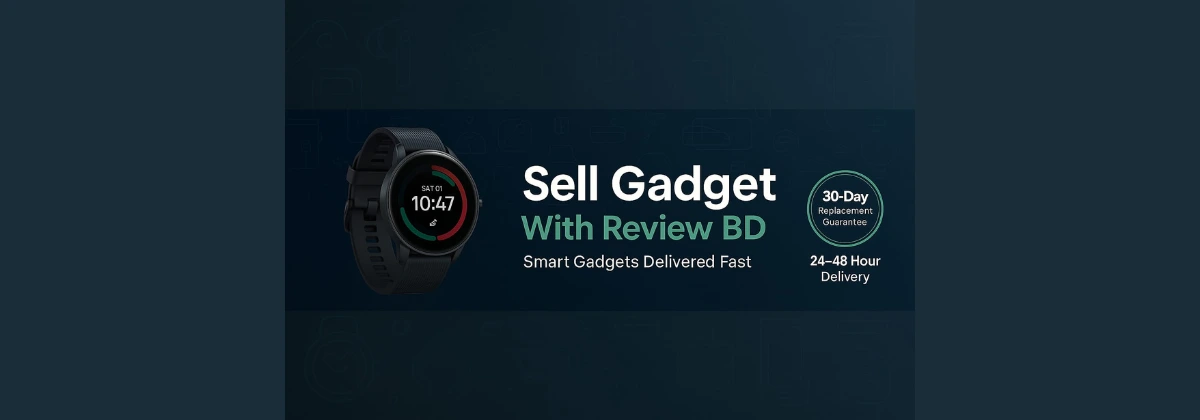 SAT 01
10:47
Sell Gadget
With Review BD
Smart Gadgets Delivered Fast
30-Day
Replacement
Guarantee
24–48 Hour
Delivery